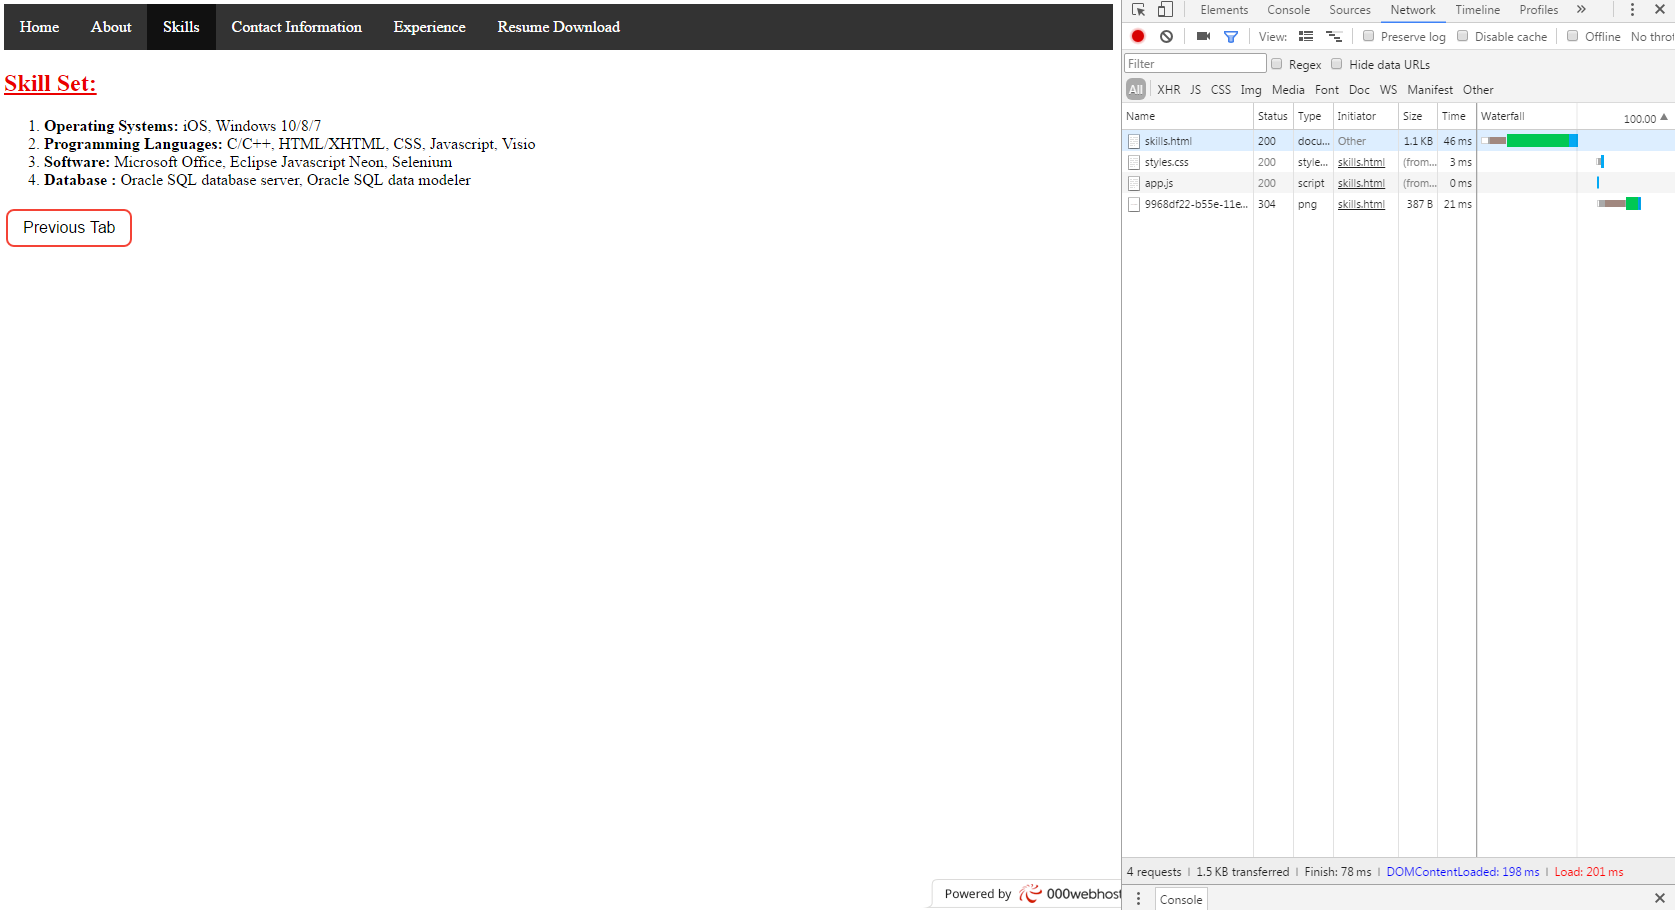 Home About Skills Contact Information Experience Resume Download
Skill Set:
1. Operating Systems: iOS, Windows 10/8/7
2. Programming Languages: C/C++, HTML/XHTML, CSS, Javascript, Visio
3. Software: Microsoft Office, Eclipse Javascript Neon, Selenium
4. Database : Oracle SQL database server, Oracle SQL data modeler
Previous Tab
Powered by 000webhost
Elements Console Sources Network Timeline Profiles »
View: Preserve log Disable cache Offline No throt
Filter Regex Hide data URLs
All XHR JS CSS Img Media Font Doc WS Manifest Other
Name Status Type Initiator Size Time Waterfall 100.00
skills.html 200 docu... Other 1.1 KB 46 ms
styles.css 200 style... skills.html (from... 3 ms
app.js 200 script skills.html (from... 0 ms
9968df22-b55e-11e... 304 png skills.html 387 B 21 ms
4 requests | 1.5 KB transferred | Finish: 78 ms | DOMContentLoaded: 198 ms | Load: 201 ms
Console